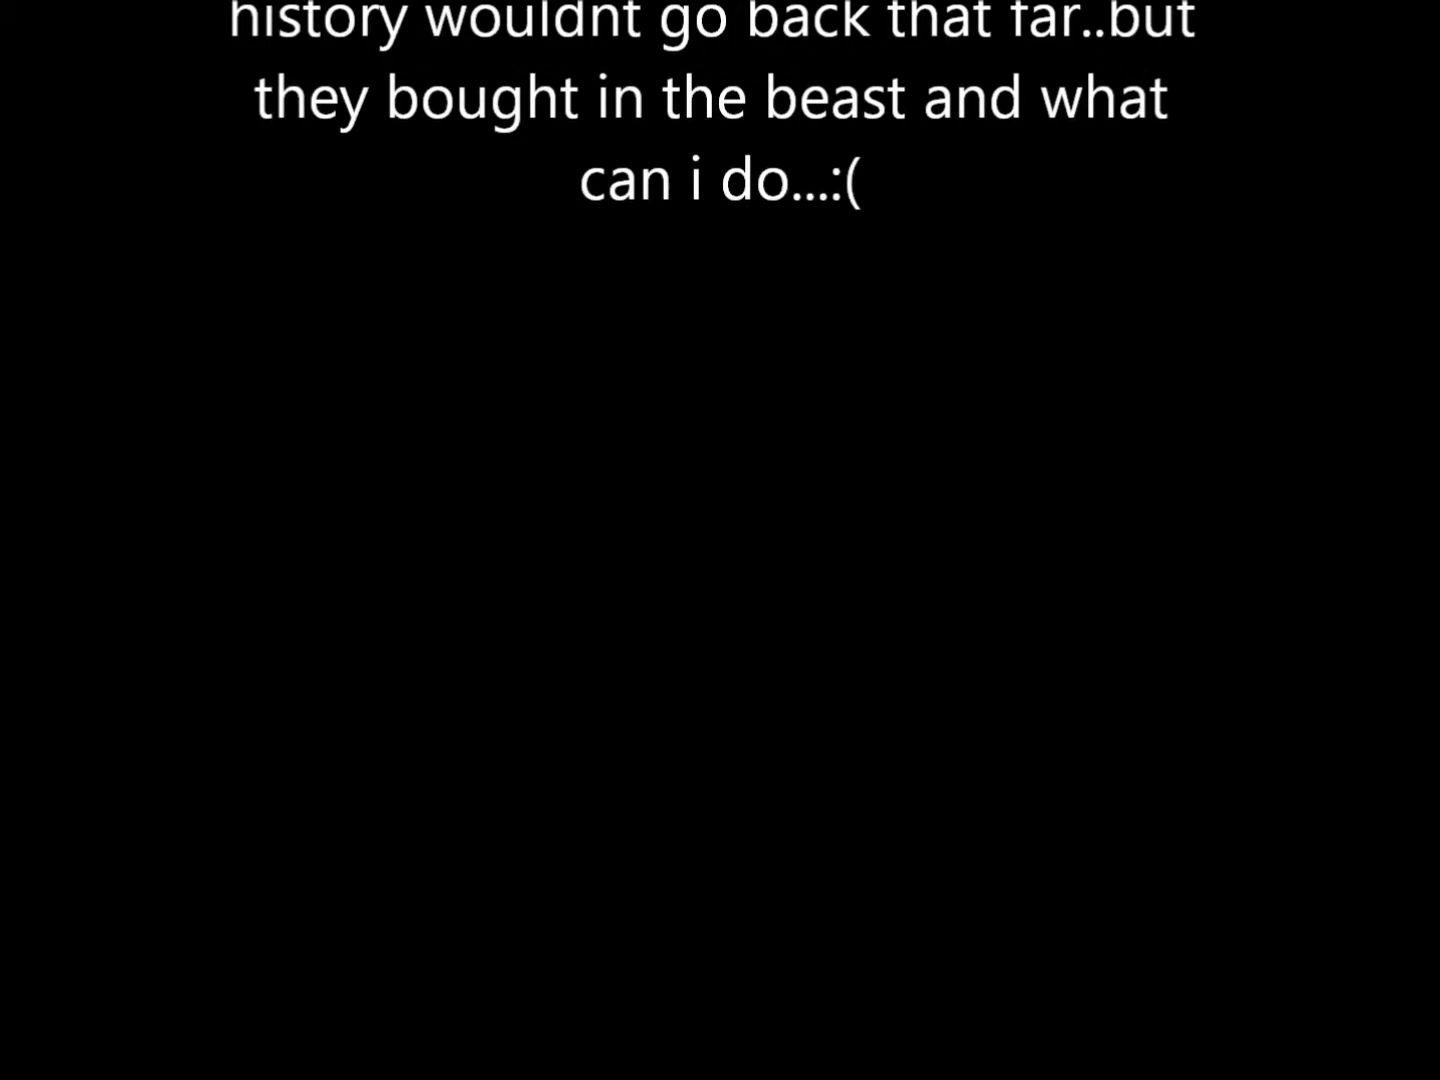 history wouldnt go back that far..but
they bought in the beast and what
can i do...:(